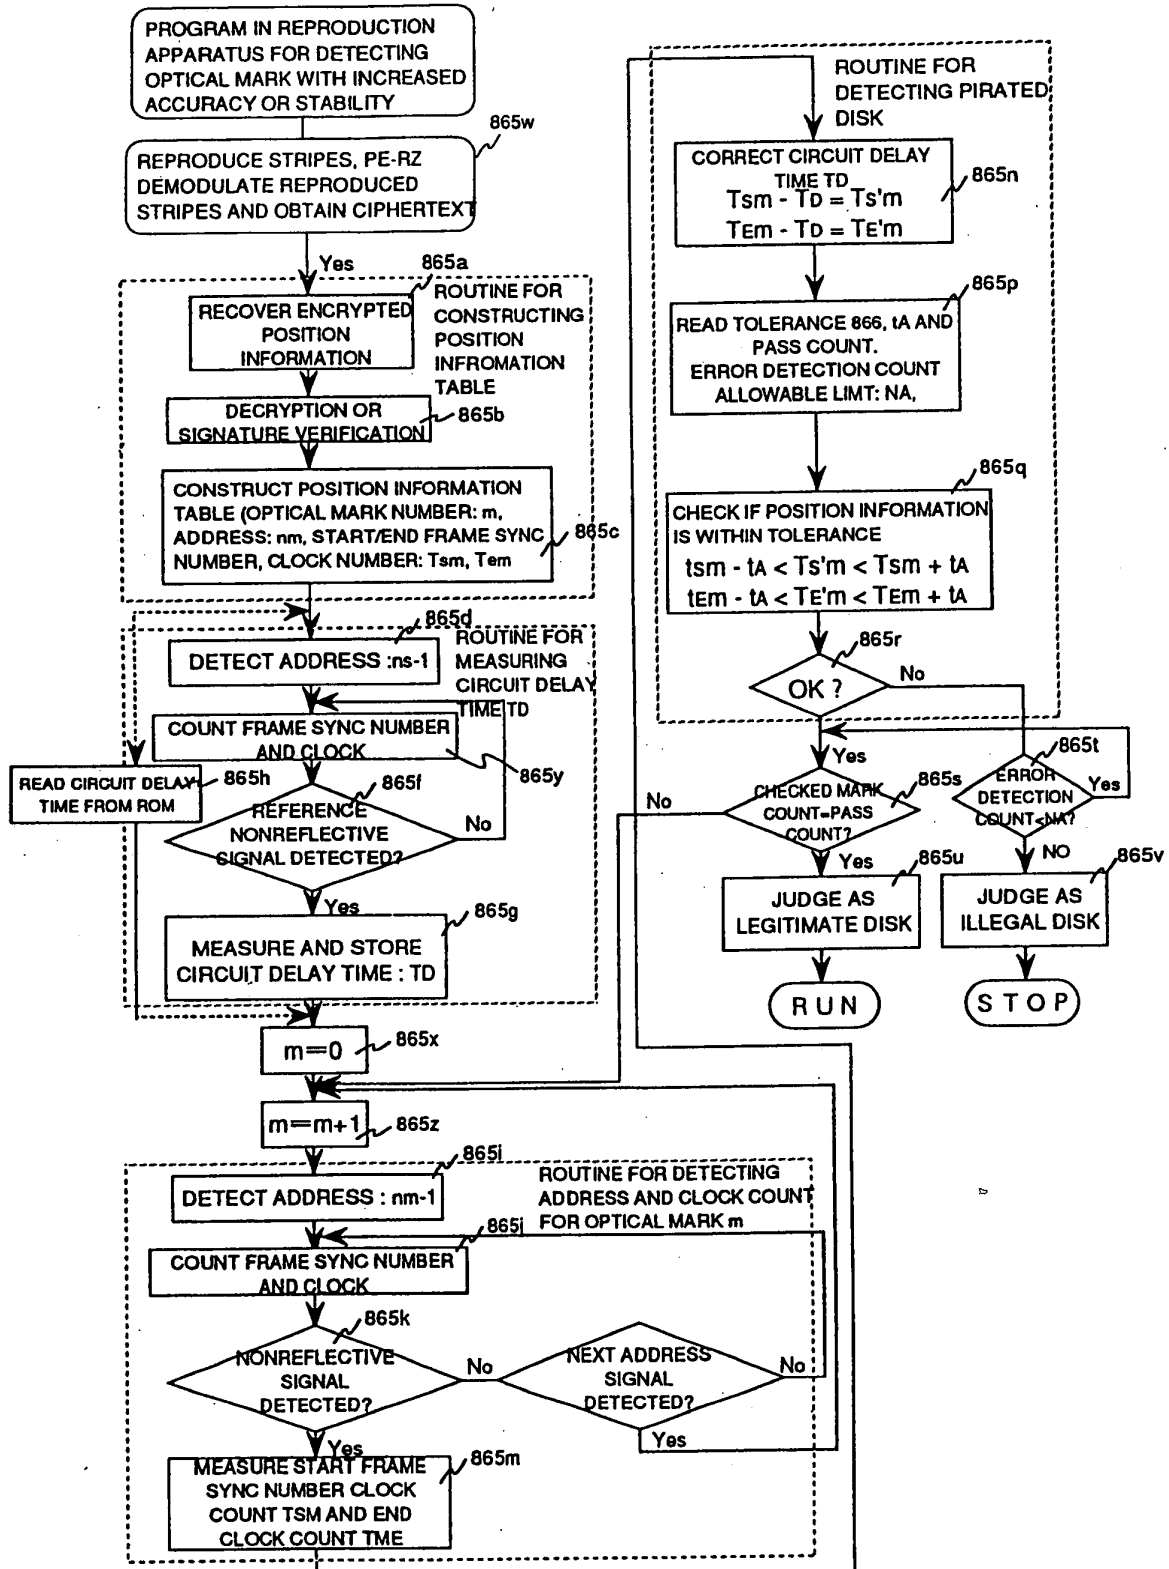 PROGRAM IN REPRODUCTION
APPARATUS FOR DETECTING
OPTICAL MARK WITH INCREASED
ACCURACY OR STABILITY
865w
REPRODUCE STRIPES, PE-RZ
DEMODULATE REPRODUCED
STRIPES AND OBTAIN CIPHERTEXT
Yes
865a
ROUTINE FOR
CONSTRUCTING
POSITION
INFROMATION
TABLE
RECOVER ENCRYPTED
POSITION
INFORMATION
DECRYPTION OR
SIGNATURE VERIFICATION
865b
CONSTRUCT POSITION INFORMATION
TABLE (OPTICAL MARK NUMBER: m,
ADDRESS: nm, START/END FRAME SYNC
NUMBER, CLOCK NUMBER: Tsm, Tem
865c
865d
ROUTINE FOR
MEASURING
CIRCUIT DELAY
TIME TD
DETECT ADDRESS :ns-1
COUNT FRAME SYNC NUMBER
AND CLOCK
865y
READ CIRCUIT DELAY
TIME FROM ROM
865h
865f
REFERENCE
NONREFLECTIVE
SIGNAL DETECTED?
No
Yes
865g
MEASURE AND STORE
CIRCUIT DELAY TIME : TD
m=0
865x
m=m+1
865z
865i
ROUTINE FOR DETECTING
ADDRESS AND CLOCK COUNT
FOR OPTICAL MARK m
DETECT ADDRESS : nm-1
865j
COUNT FRAME SYNC NUMBER
AND CLOCK
865k
NONREFLECTIVE
SIGNAL
DETECTED?
No
NEXT ADDRESS
SIGNAL
DETECTED?
No
Yes
Yes
865m
MEASURE START FRAME
SYNC NUMBER CLOCK
COUNT TSM AND END
CLOCK COUNT TME
ROUTINE FOR
DETECTING PIRATED
DISK
CORRECT CIRCUIT DELAY
TIME TD
Tsm - TD = Ts'm
TEm - TD = TE'm
865n
865p
READ TOLERANCE 866, tA AND
PASS COUNT.
ERROR DETECTION COUNT
ALLOWABLE LIMT: NA,
865q
CHECK IF POSITION INFORMATION
IS WITHIN TOLERANCE
tsm - tA < Ts'm < Tsm + tA
tEm - tA < TE'm < TEm + tA
865r
OK ?
No
Yes
865t
ERROR
DETECTION
COUNT<NA?
Yes
865s
CHECKED MARK
COUNT=PASS
COUNT?
No
Yes
NO
865u
865v
JUDGE AS
LEGITIMATE DISK
JUDGE AS
ILLEGAL DISK
RUN
STOP